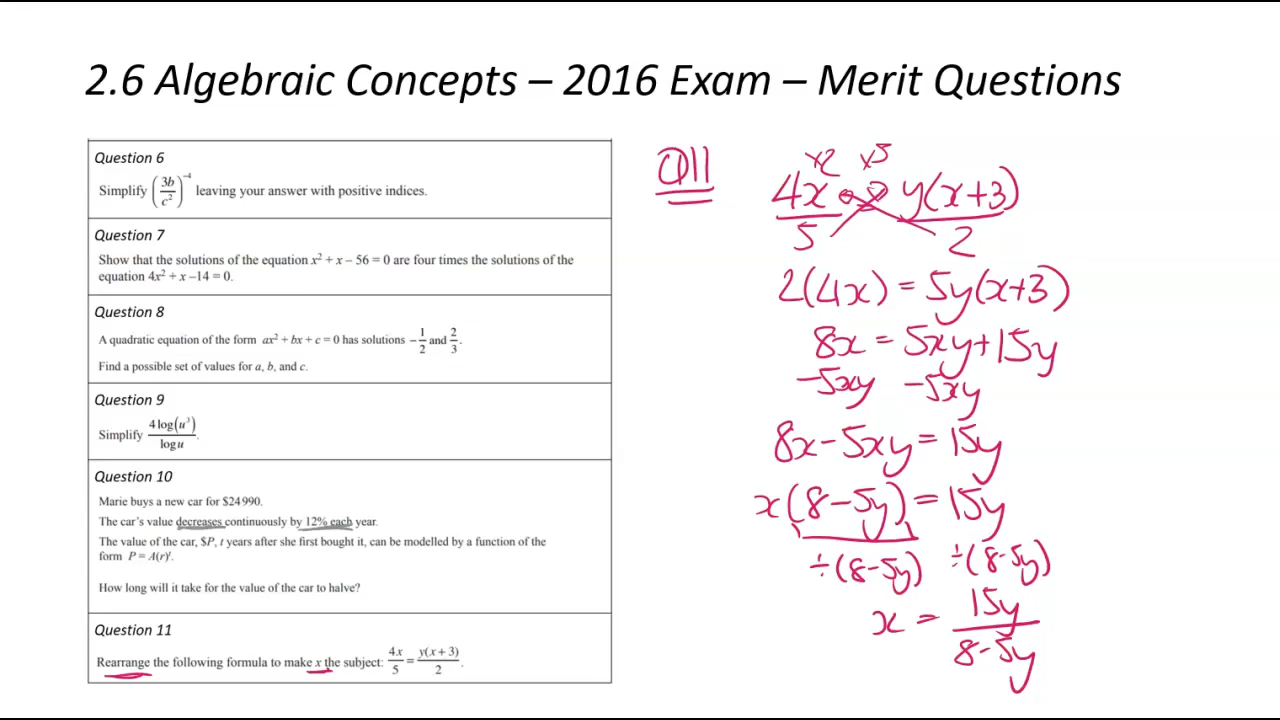 2.6 Algebraic Concepts – 2016 Exam – Merit Questions
Question 6
Simplify (3b/c²)⁻⁴ leaving your answer with positive indices.
Question 7
Show that the solutions of the equation x² + x – 56 = 0 are four times the solutions of the
equation 4x² + x –14 = 0.
Question 8
A quadratic equation of the form ax² + bx + c = 0 has solutions –1/2 and 2/3.
Find a possible set of values for a, b, and c.
Question 9
Simplify 4 log(u³)/log u.
Question 10
Marie buys a new car for $24 990.
The car's value decreases continuously by 12% each year.
The value of the car, $P, t years after she first bought it, can be modelled by a function of the
form P = A(r)ᵗ.
How long will it take for the value of the car to halve?
Question 11
Rearrange the following formula to make x the subject: 4x/5 = y(x + 3)/2.
Q11
×2 ×5
4x/5 = y(x+3)/2
2(4x) = 5y(x+3)
8x = 5xy+15y
–5xy –5xy
8x – 5xy = 15y
x(8 – 5y) = 15y
÷(8-5y) ÷(8-5y)
x = 15y/8-5y